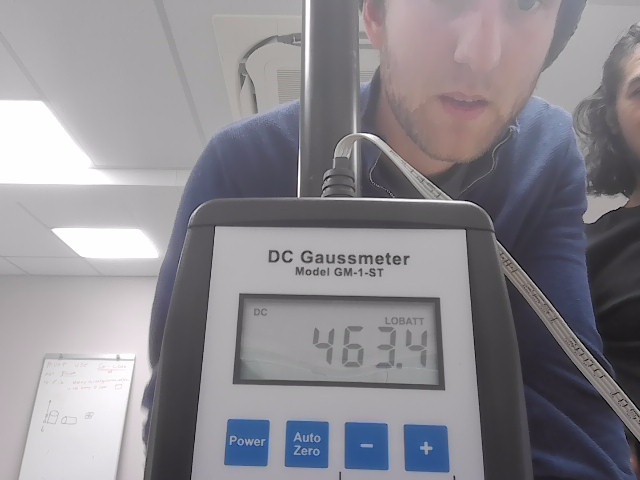 DC Gaussmeter
Model GM-1-ST
DC
LOBATT
463.4
Power
Auto
Zero
−
+